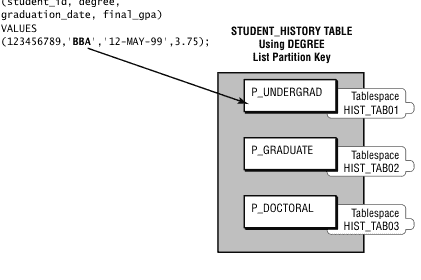 (student_id, degree,
graduation_date, final_gpa)
VALUES
(123456789,'BBA','12-MAY-99',3.75);
STUDENT_HISTORY TABLE
Using DEGREE
List Partition Key
P_UNDERGRAD
Tablespace
HIST_TAB01
P_GRADUATE
Tablespace
HIST_TAB02
P_DOCTORAL
Tablespace
HIST_TAB03